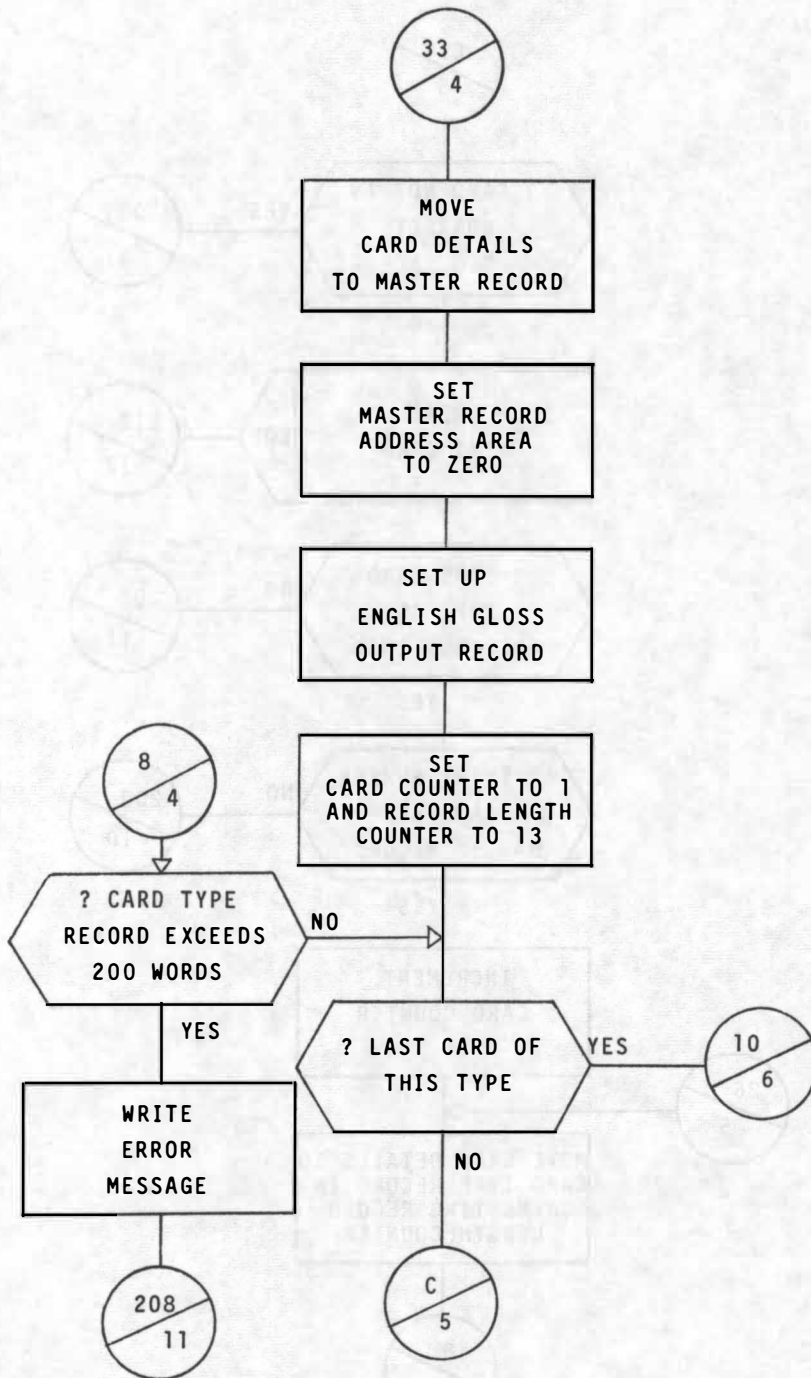 33
4
MOVE
CARD DETAILS
TO MASTER RECORD
SET
MASTER RECORD
ADDRESS AREA
TO ZERO
SET UP
ENGLISH GLOSS
OUTPUT RECORD
SET
CARD COUNTER TO 1
AND RECORD LENGTH
COUNTER TO 13
8
4
? CARD TYPE
RECORD EXCEEDS
200 WORDS
NO
YES
WRITE
ERROR
MESSAGE
208
11
? LAST CARD OF
THIS TYPE
YES
10
6
NO
C
5